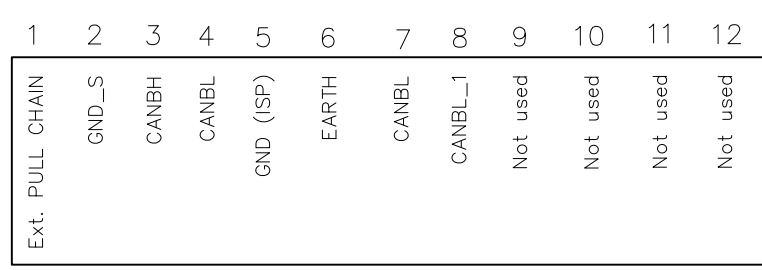 1 2 3 4 5 6 7 8 9 10 11 12
Ext. PULL CHAIN
GND_S
CANBH
CANBL
GND (ISP)
EARTH
CANBL
CANBL_1
Not used
Not used
Not used
Not used